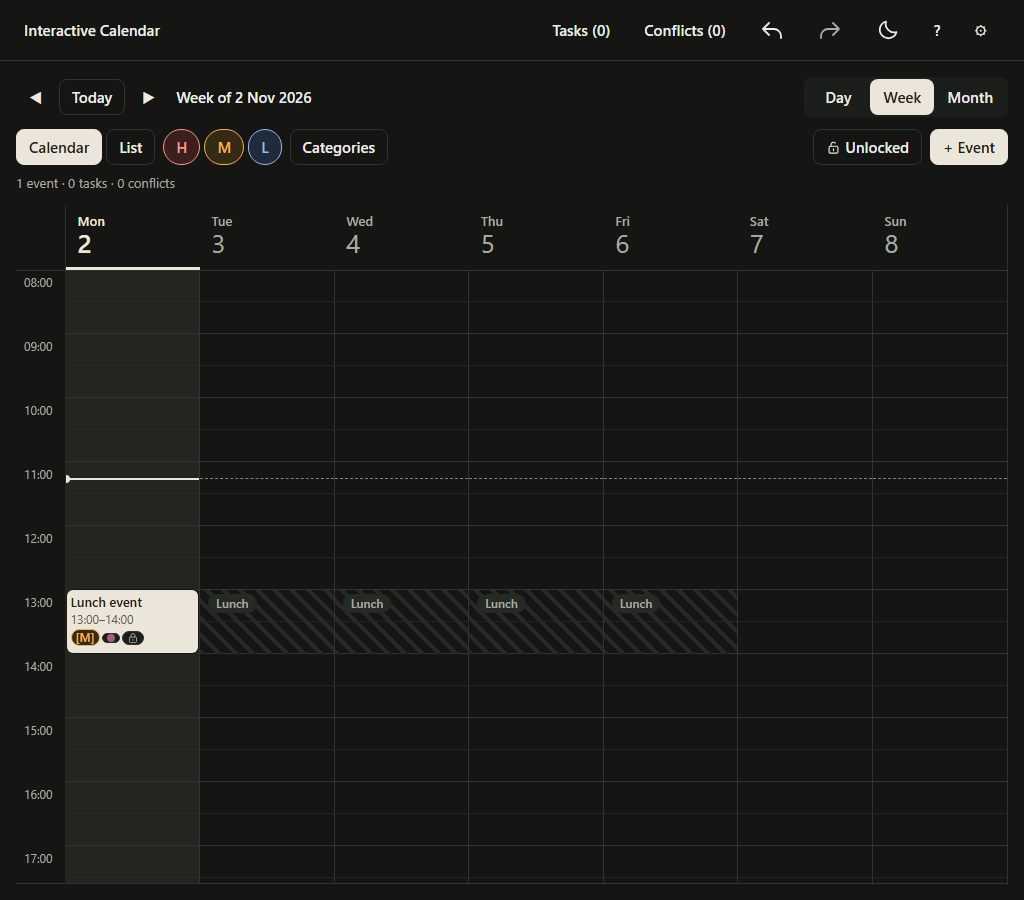 Interactive Calendar Tasks (0) Conflicts (0) ?
Today Week of 2 Nov 2026 Day Week Month
Calendar List H M L Categories Unlocked + Event
1 event · 0 tasks · 0 conflicts
Mon Tue Wed Thu Fri Sat Sun
2 3 4 5 6 7 8
08:00
09:00
10:00
11:00
12:00
13:00 Lunch event Lunch Lunch Lunch Lunch
13:00–14:00
[M]
14:00
15:00
16:00
17:00